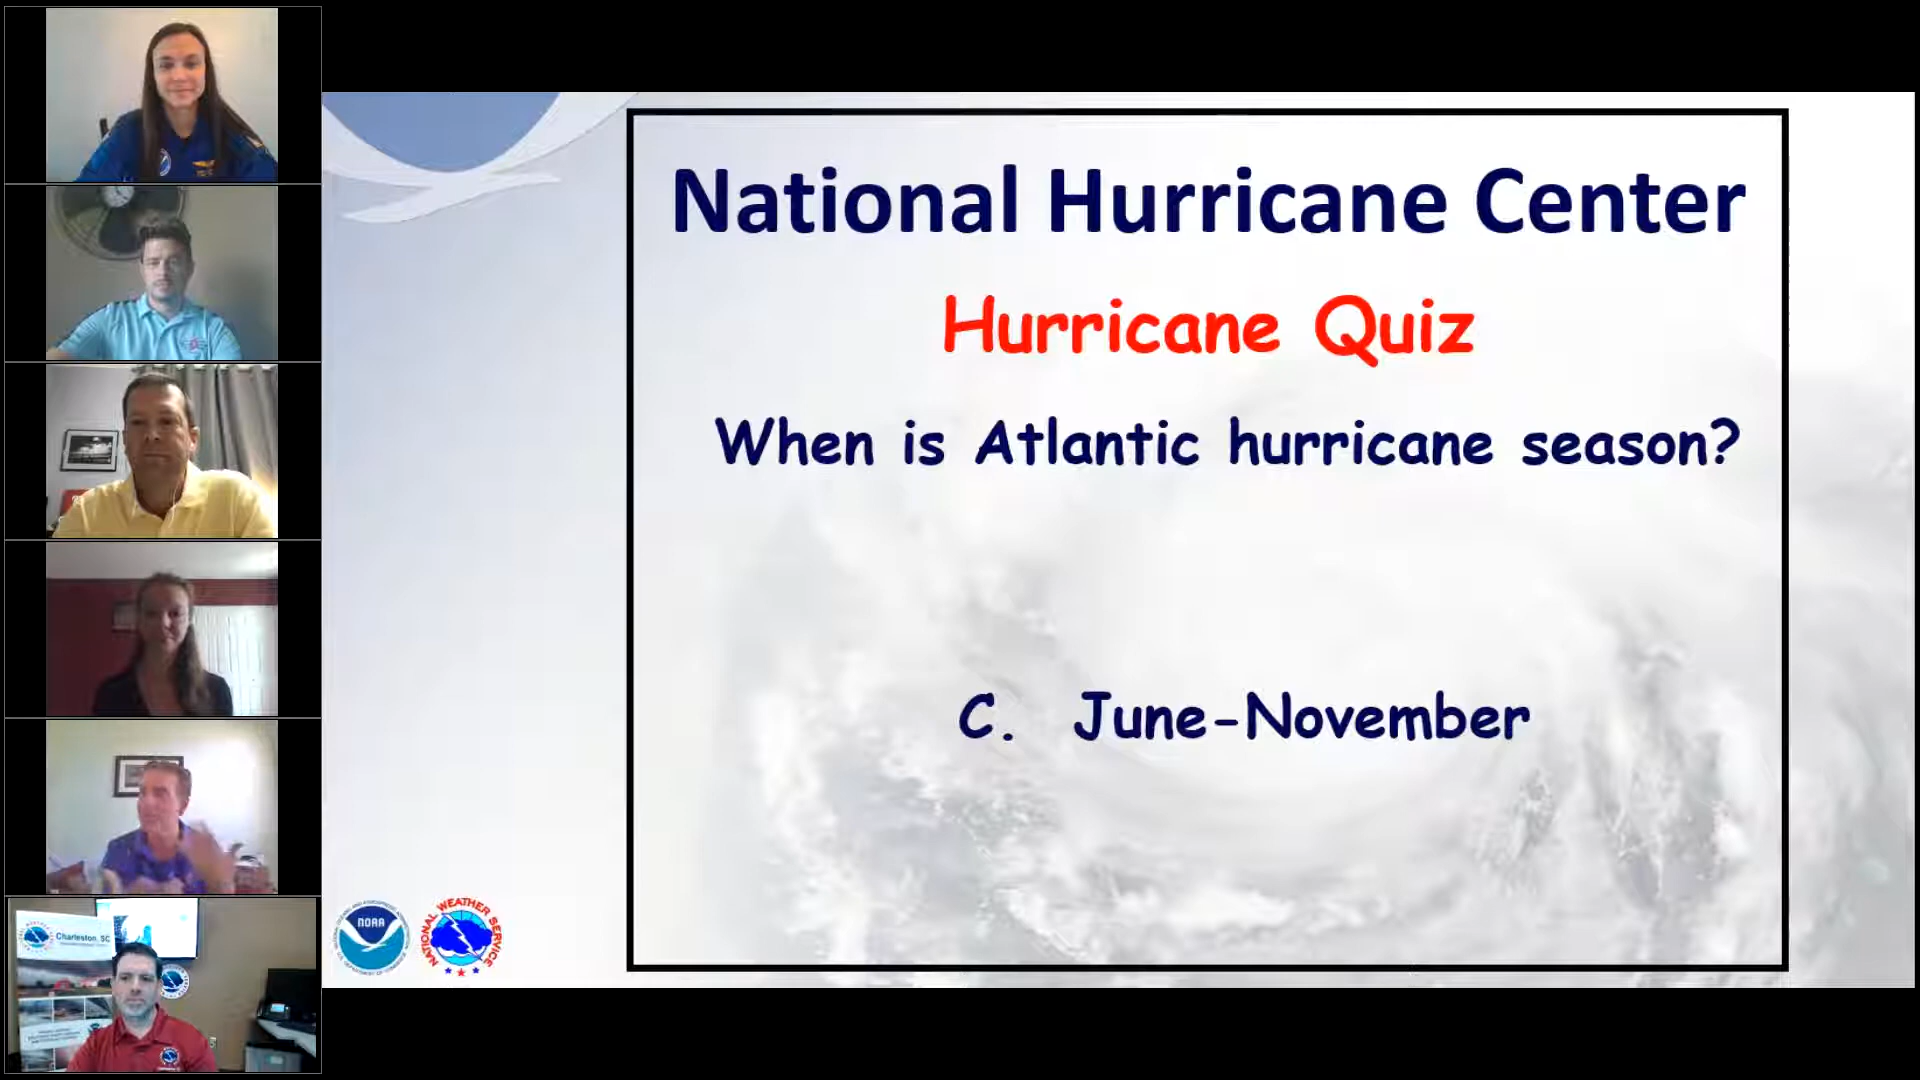 National Hurricane Center
Hurricane Quiz
When is Atlantic hurricane season?
C. June-November
NOAA
NATIONAL WEATHER SERVICE
Charleston, SC